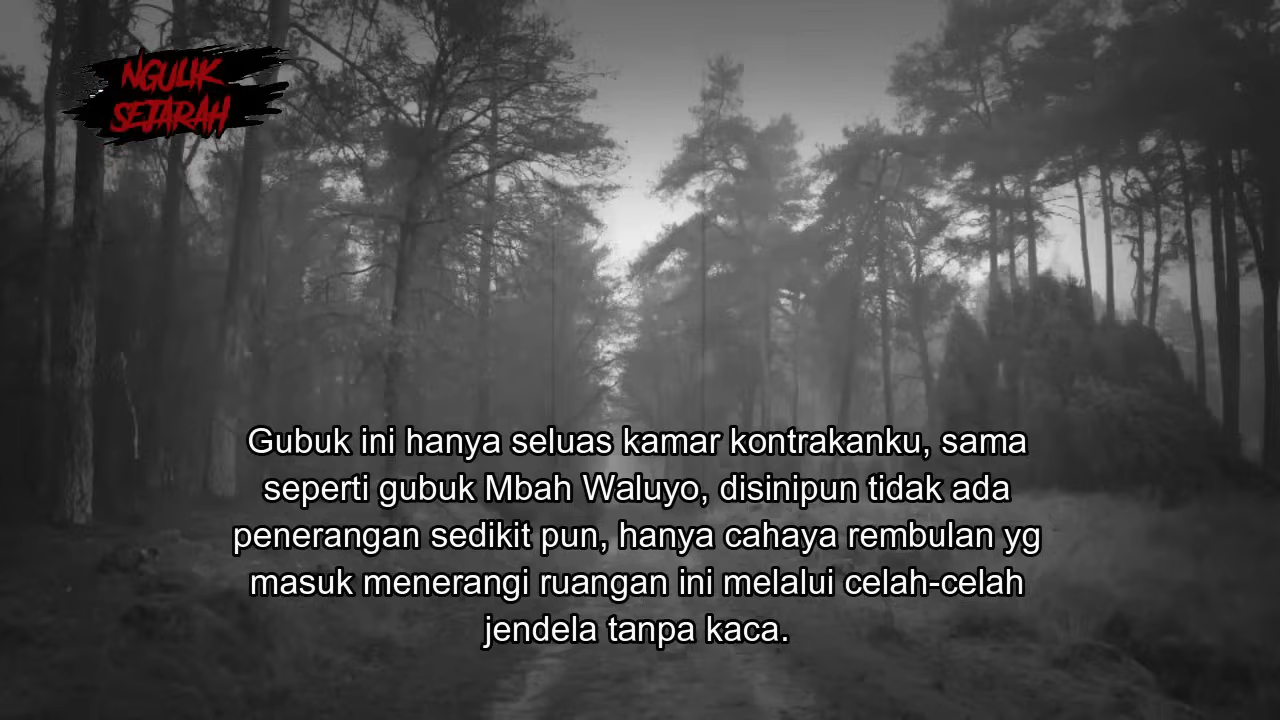 NGULIK
SEJARAH
Gubuk ini hanya seluas kamar kontrakanku, sama
seperti gubuk Mbah Waluyo, disinipun tidak ada
penerangan sedikit pun, hanya cahaya rembulan yg
masuk menerangi ruangan ini melalui celah-celah
jendela tanpa kaca.